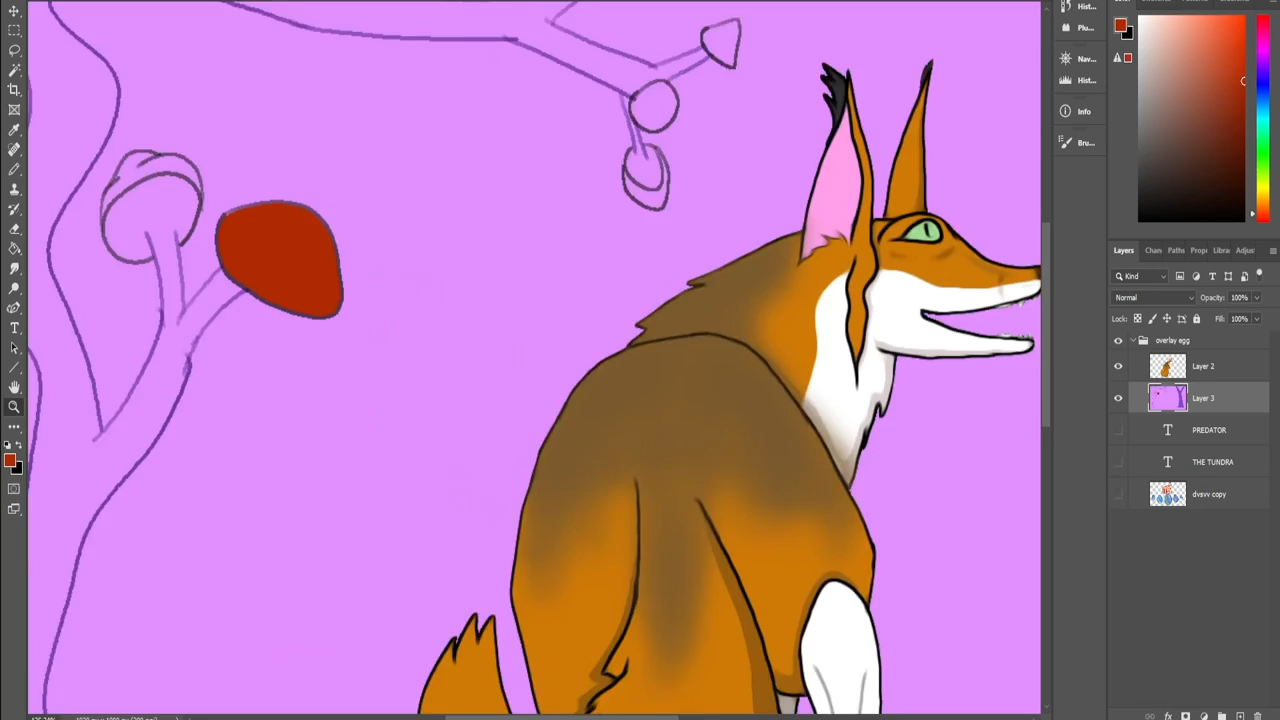 Hist...
Plu...
Nav...
Hist...
Info
Bru...
Layers
Chan
Paths
Prop
Libra
Adjus
Kind
Normal
Opacity: 100%
Lock:
Fill: 100%
overlay egg
Layer 2
Layer 3
T PREDATOR
T THE TUNDRA
dvsvv copy
fx